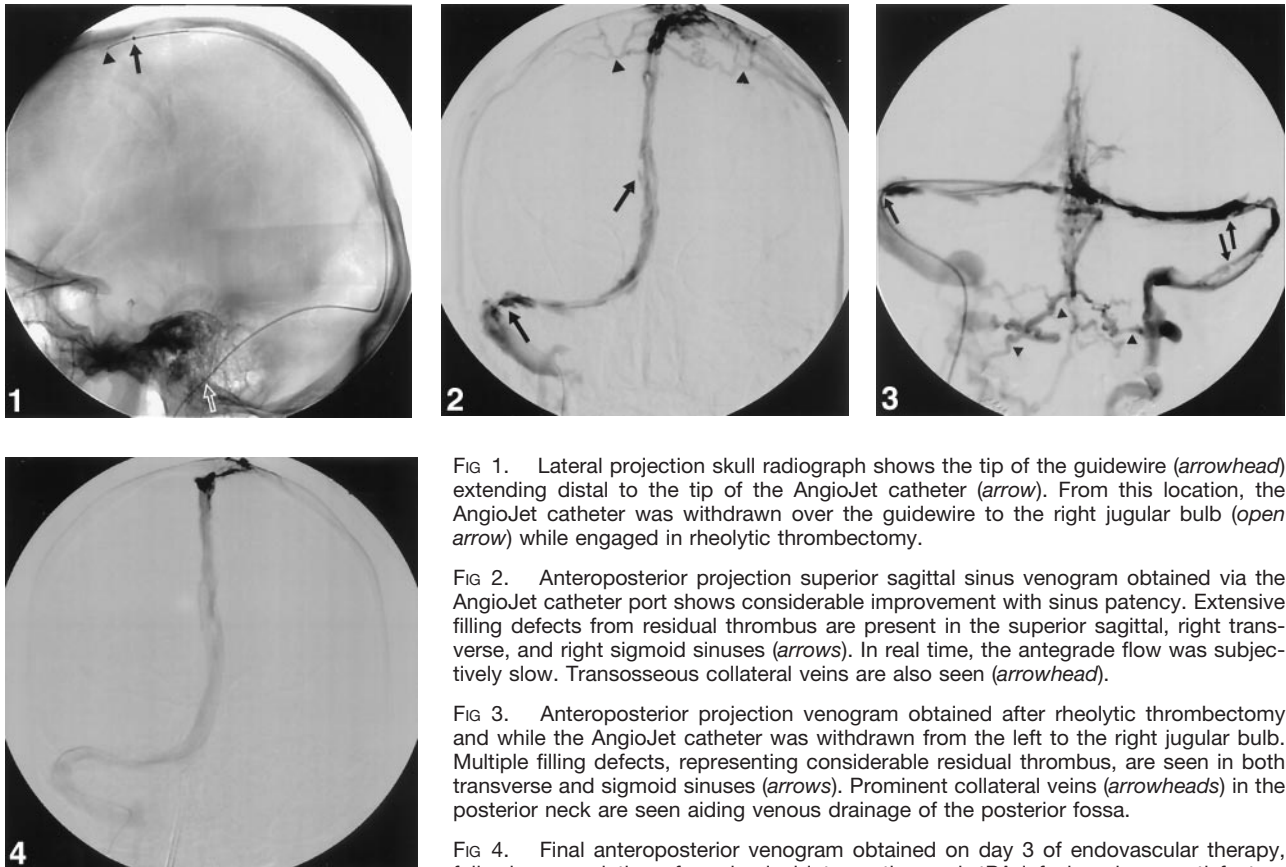 1
2
3
4
FIG 1. Lateral projection skull radiograph shows the tip of the guidewire (arrowhead)
extending distal to the tip of the AngioJet catheter (arrow). From this location, the
AngioJet catheter was withdrawn over the guidewire to the right jugular bulb (open
arrow) while engaged in rheolytic thrombectomy.
FIG 2. Anteroposterior projection superior sagittal sinus venogram obtained via the
AngioJet catheter port shows considerable improvement with sinus patency. Extensive
filling defects from residual thrombus are present in the superior sagittal, right trans-
verse, and right sigmoid sinuses (arrows). In real time, the antegrade flow was subjec-
tively slow. Transosseous collateral veins are also seen (arrowhead).
FIG 3. Anteroposterior projection venogram obtained after rheolytic thrombectomy
and while the AngioJet catheter was withdrawn from the left to the right jugular bulb.
Multiple filling defects, representing considerable residual thrombus, are seen in both
transverse and sigmoid sinuses (arrows). Prominent collateral veins (arrowheads) in the
posterior neck are seen aiding venous drainage of the posterior fossa.
FIG 4. Final anteroposterior venogram obtained on day 3 of endovascular therapy,